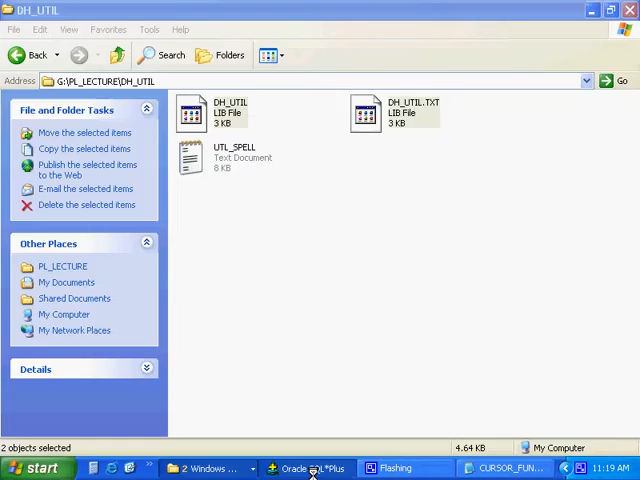 DH_UTIL
File Edit View Favorites Tools Help
Back Search Folders
Address G:\PL_LECTURE\DH_UTIL Go
File and Folder Tasks
Move the selected items
Copy the selected items
Publish the selected items
to the Web
E-mail the selected items
Delete the selected items
Other Places
PL_LECTURE
My Documents
Shared Documents
My Computer
My Network Places
Details
DH_UTIL
LIB File
3 KB
DH_UTIL.TXT
LIB File
3 KB
UTL_SPELL
Text Document
8 KB
2 objects selected 4.64 KB My Computer
start 2 Windows ... Oracle SQL*Plus Flashing CURSOR_FUN... 11:19 AM